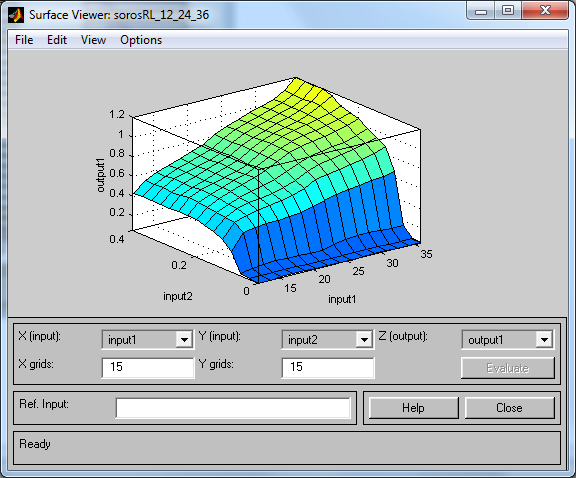 Surface Viewer: sorosRL_12_24_36
File Edit View Options
1.2
1
0.8
0.6
0.4
0.2
output1
0.4
0.2
0
input2
15
20
25
30
35
input1
X (input): input1 Y (input): input2 Z (output): output1
X grids: 15 Y grids: 15 Evaluate
Ref. Input: Help Close
Ready